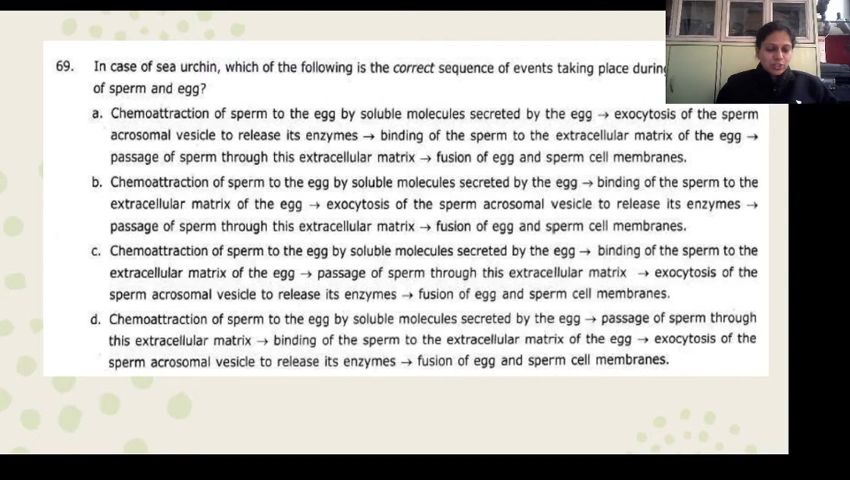 69. In case of sea urchin, which of the following is the correct sequence of events taking place during
of sperm and egg?
a. Chemoattraction of sperm to the egg by soluble molecules secreted by the egg → exocytosis of the sperm
acrosomal vesicle to release its enzymes → binding of the sperm to the extracellular matrix of the egg →
passage of sperm through this extracellular matrix → fusion of egg and sperm cell membranes.
b. Chemoattraction of sperm to the egg by soluble molecules secreted by the egg → binding of the sperm to the
extracellular matrix of the egg → exocytosis of the sperm acrosomal vesicle to release its enzymes →
passage of sperm through this extracellular matrix → fusion of egg and sperm cell membranes.
c. Chemoattraction of sperm to the egg by soluble molecules secreted by the egg → binding of the sperm to the
extracellular matrix of the egg → passage of sperm through this extracellular matrix → exocytosis of the
sperm acrosomal vesicle to release its enzymes → fusion of egg and sperm cell membranes.
d. Chemoattraction of sperm to the egg by soluble molecules secreted by the egg → passage of sperm through
this extracellular matrix → binding of the sperm to the extracellular matrix of the egg → exocytosis of the
sperm acrosomal vesicle to release its enzymes → fusion of egg and sperm cell membranes.